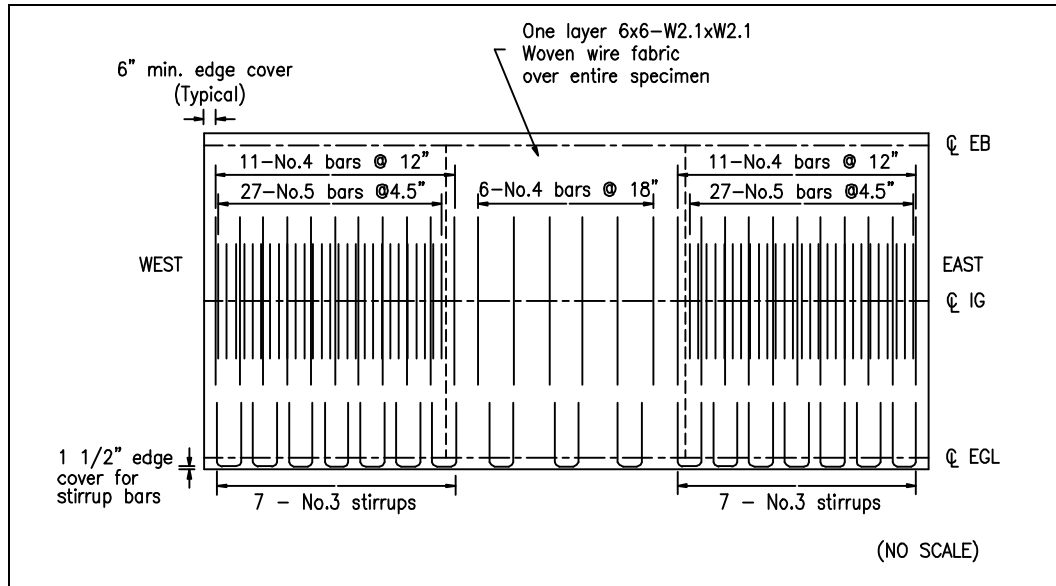 One layer 6x6-W2.1xW2.1
Woven wire fabric
over entire specimen
6" min. edge cover
(Typical)
℄ EB
11-No.4 bars @ 12"
11-No.4 bars @ 12"
27-No.5 bars @4.5"
6-No.4 bars @ 18"
27-No.5 bars @4.5"
WEST
EAST
℄ IG
1 1/2" edge
cover for
stirrup bars
℄ EGL
7 - No.3 stirrups
7 - No.3 stirrups
(NO SCALE)